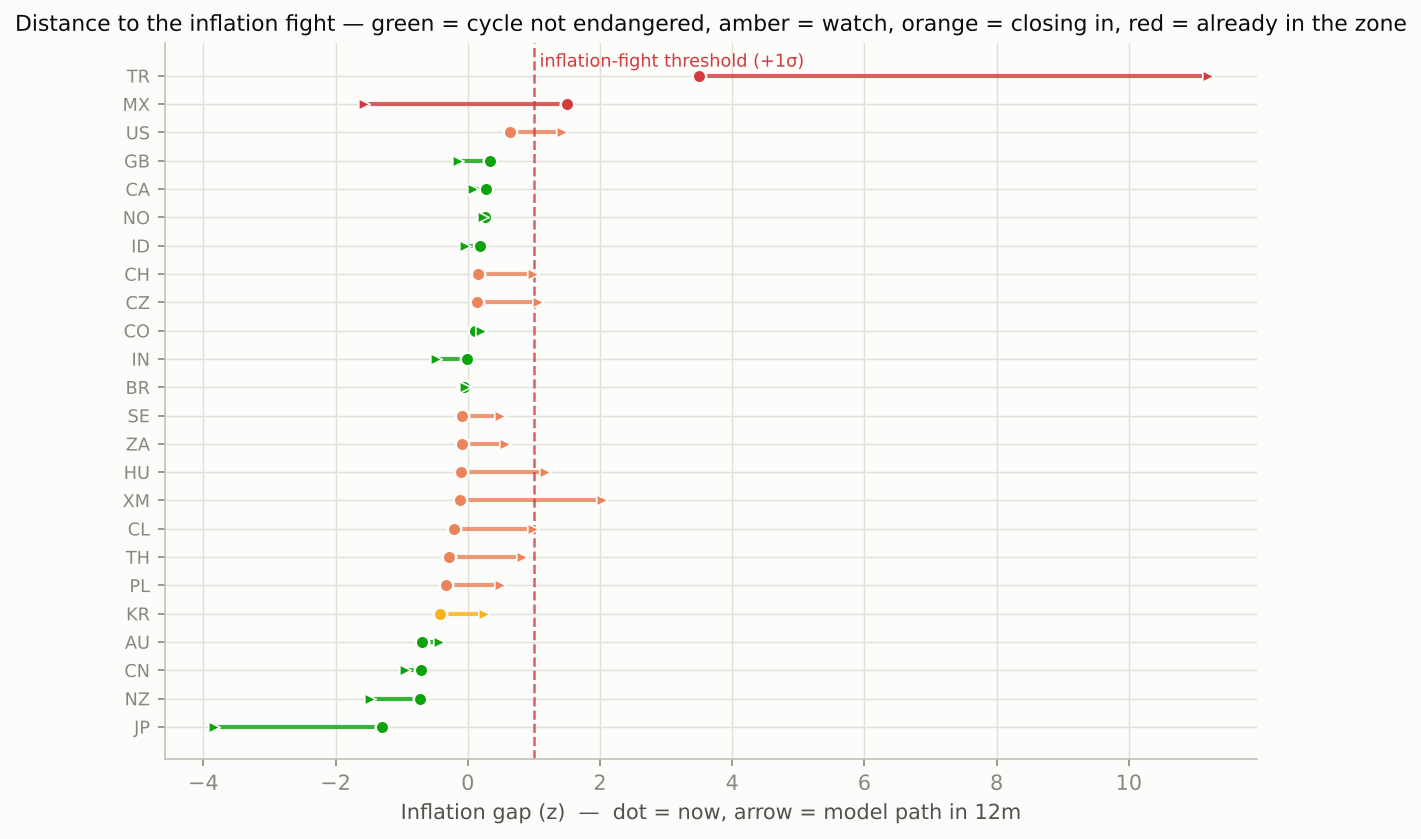 Distance to the inflation fight — green = cycle not endangered, amber = watch, orange = closing in, red = already in the zone
inflation-fight threshold (+1σ)
TR
MX
US
GB
CA
NO
ID
CH
CZ
CO
IN
BR
SE
ZA
HU
XM
CL
TH
PL
KR
AU
CN
NZ
JP
−4 −2 0 2 4 6 8 10
Inflation gap (z) — dot = now, arrow = model path in 12m